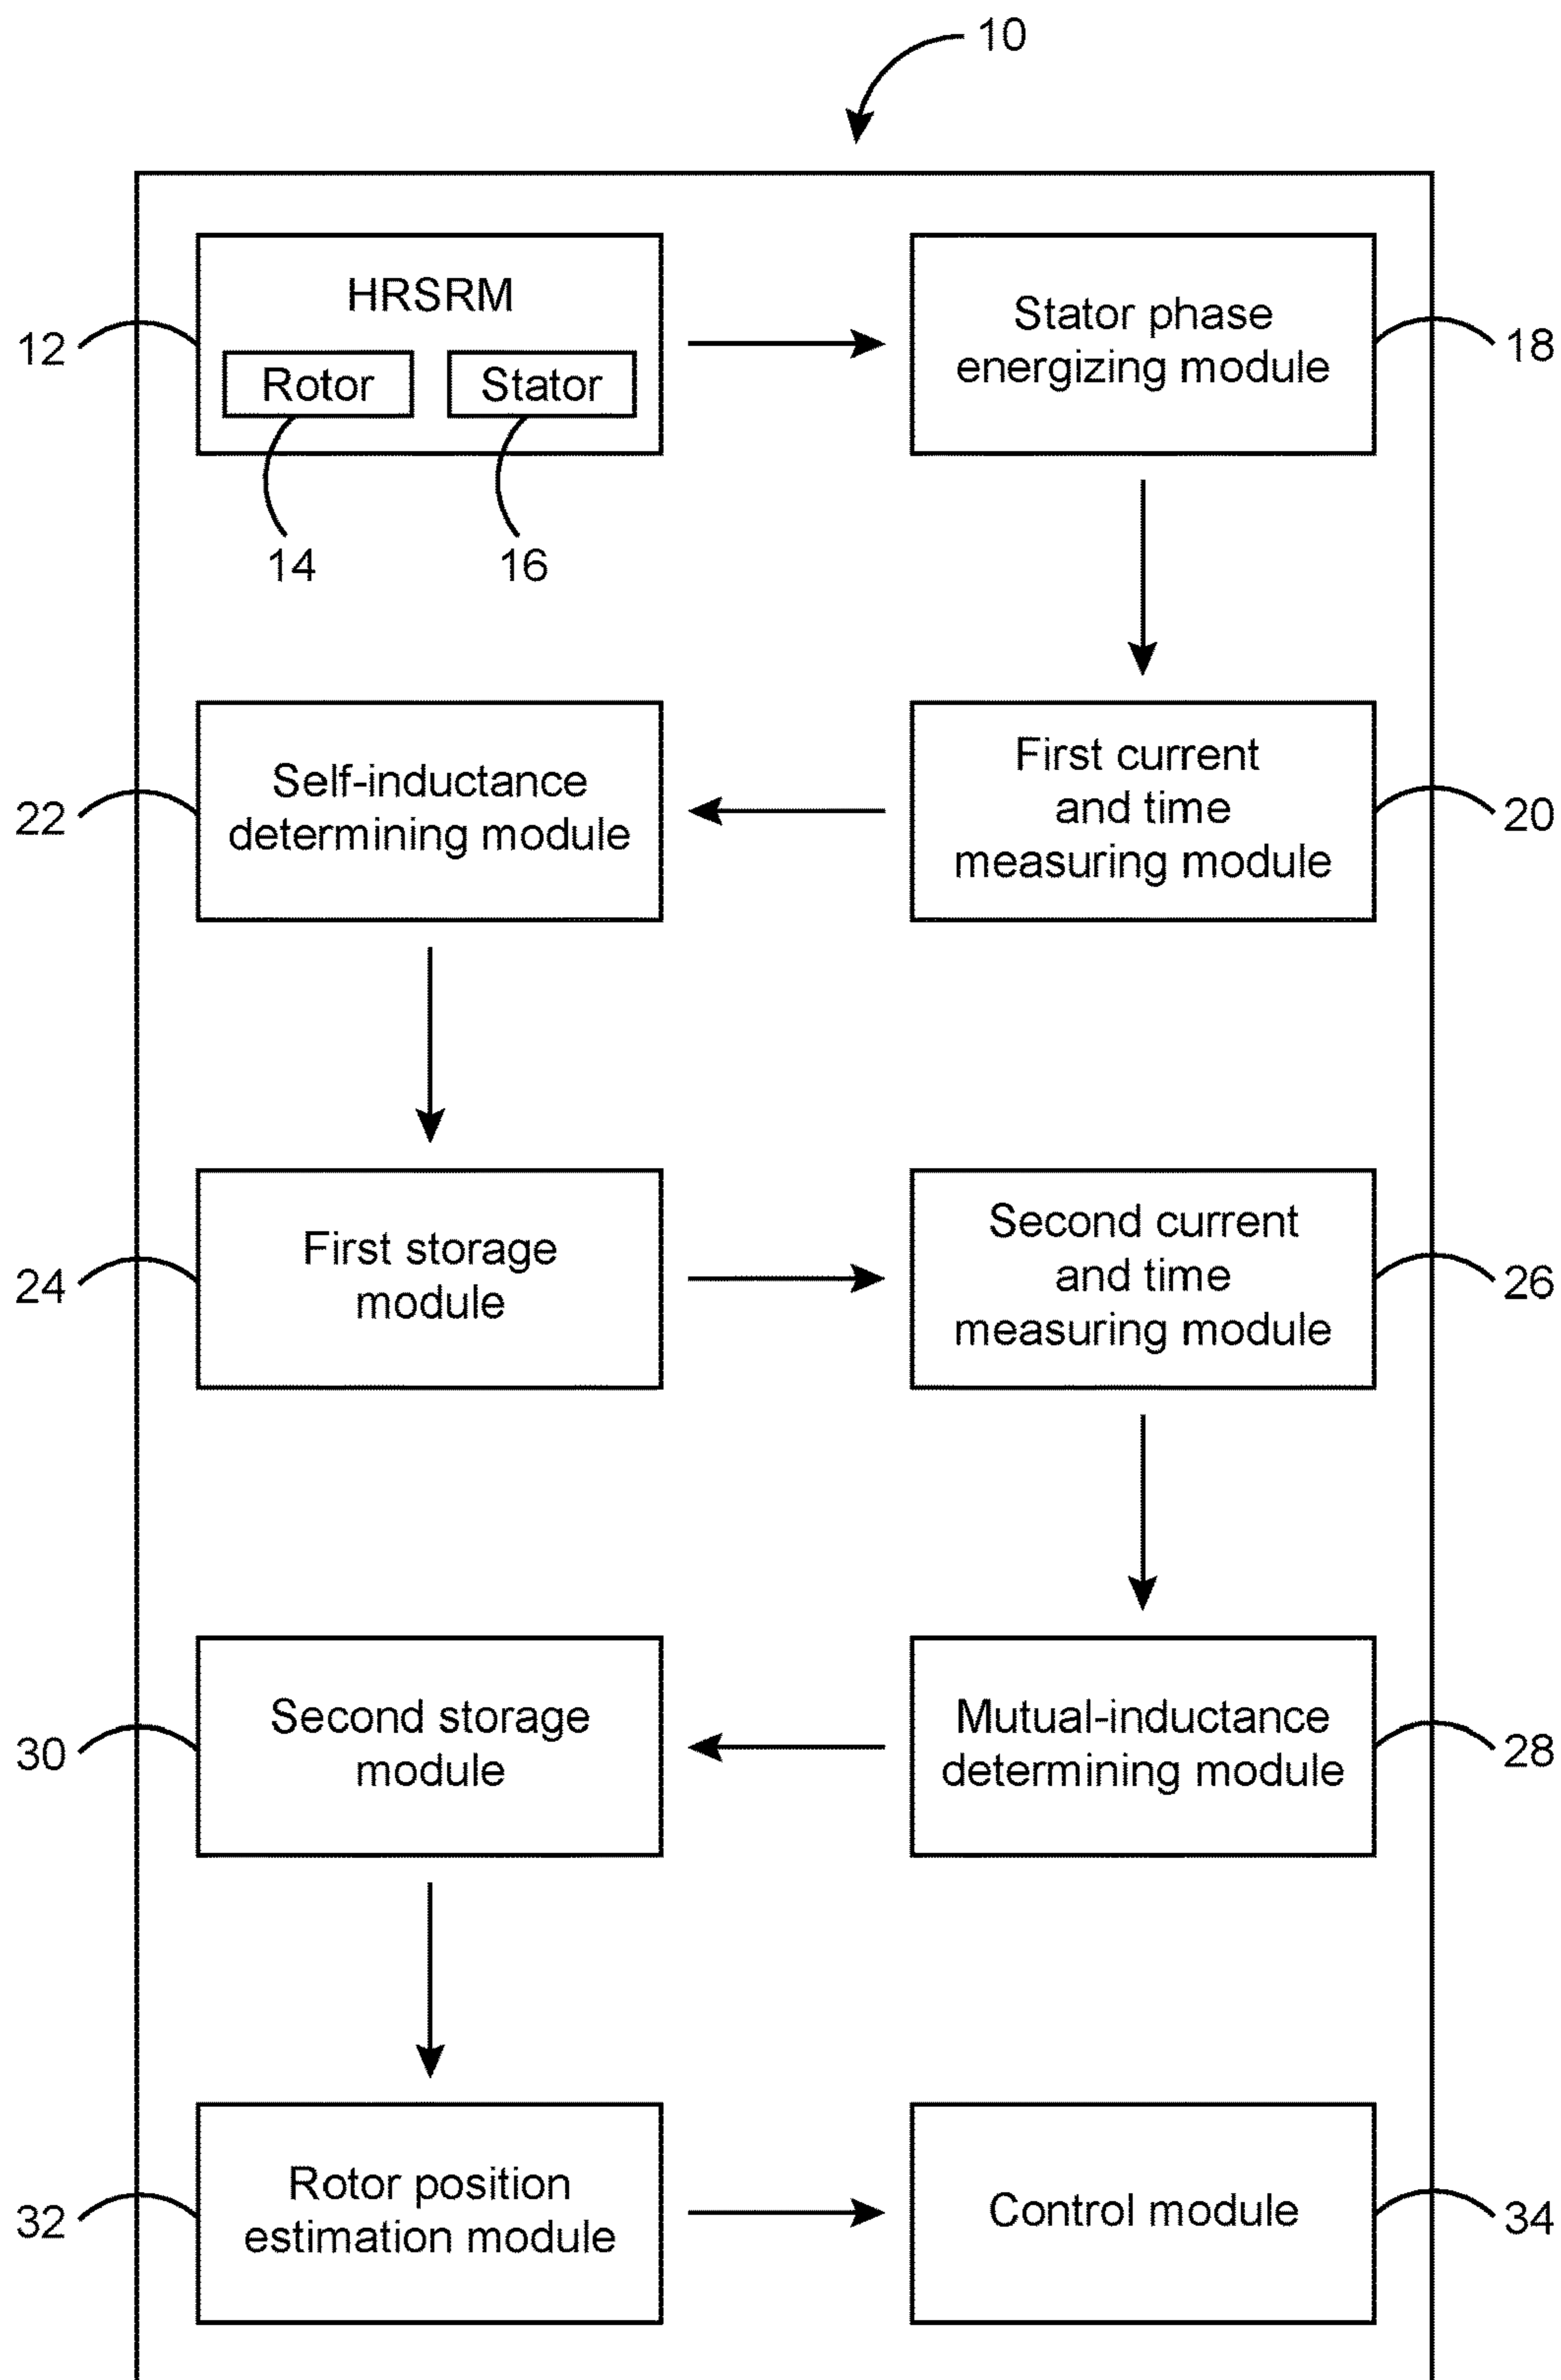 10
HRSRM
Rotor
Stator
12
14
16
Stator phase
energizing module
18
Self-inductance
determining module
22
First current
and time
measuring module
20
First storage
module
24
Second current
and time
measuring module
26
Second storage
module
30
Mutual-inductance
determining module
28
Rotor position
estimation module
32
Control module
34